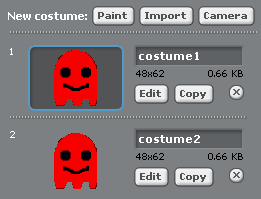 New costume: Paint Import Camera
1
costume1
48x62 0.66 KB
Edit Copy
2
costume2
48x62 0.66 KB
Edit Copy